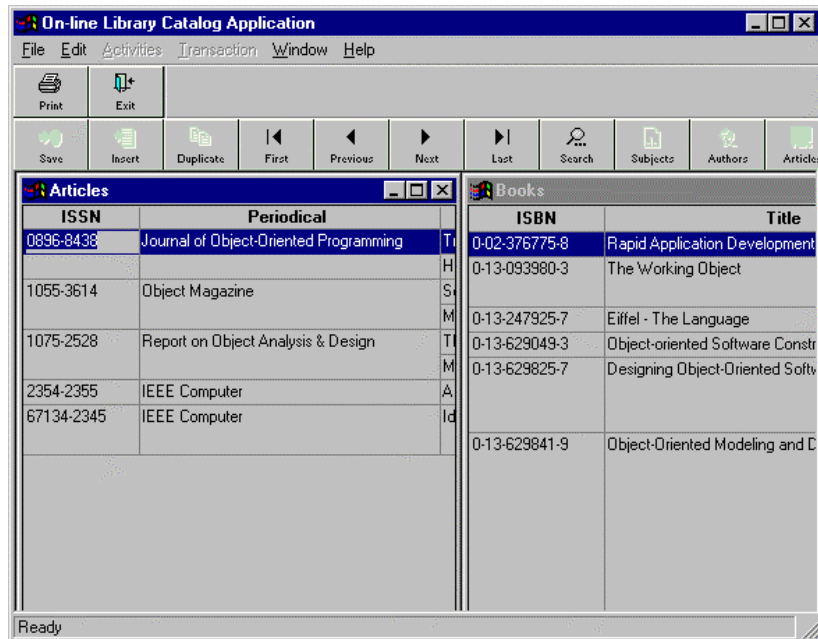 On-line Library Catalog Application
File Edit Activities Transaction Window Help
Print Exit
Save Insert Duplicate First Previous Next Last Search Subjects Authors Article
Articles
ISSN Periodical
0896-8438 Journal of Object-Oriented Programming
1055-3614 Object Magazine
1075-2528 Report on Object Analysis & Design
2354-2355 IEEE Computer A
67134-2345 IEEE Computer Id
Books
ISBN Title
0-02-376775-8 Rapid Application Development
0-13-093980-3 The Working Object
0-13-247925-7 Eiffel - The Language
0-13-629049-3 Object-oriented Software Constr
0-13-629825-7 Designing Object-Oriented Softw
0-13-629841-9 Object-Oriented Modeling and D
Ready